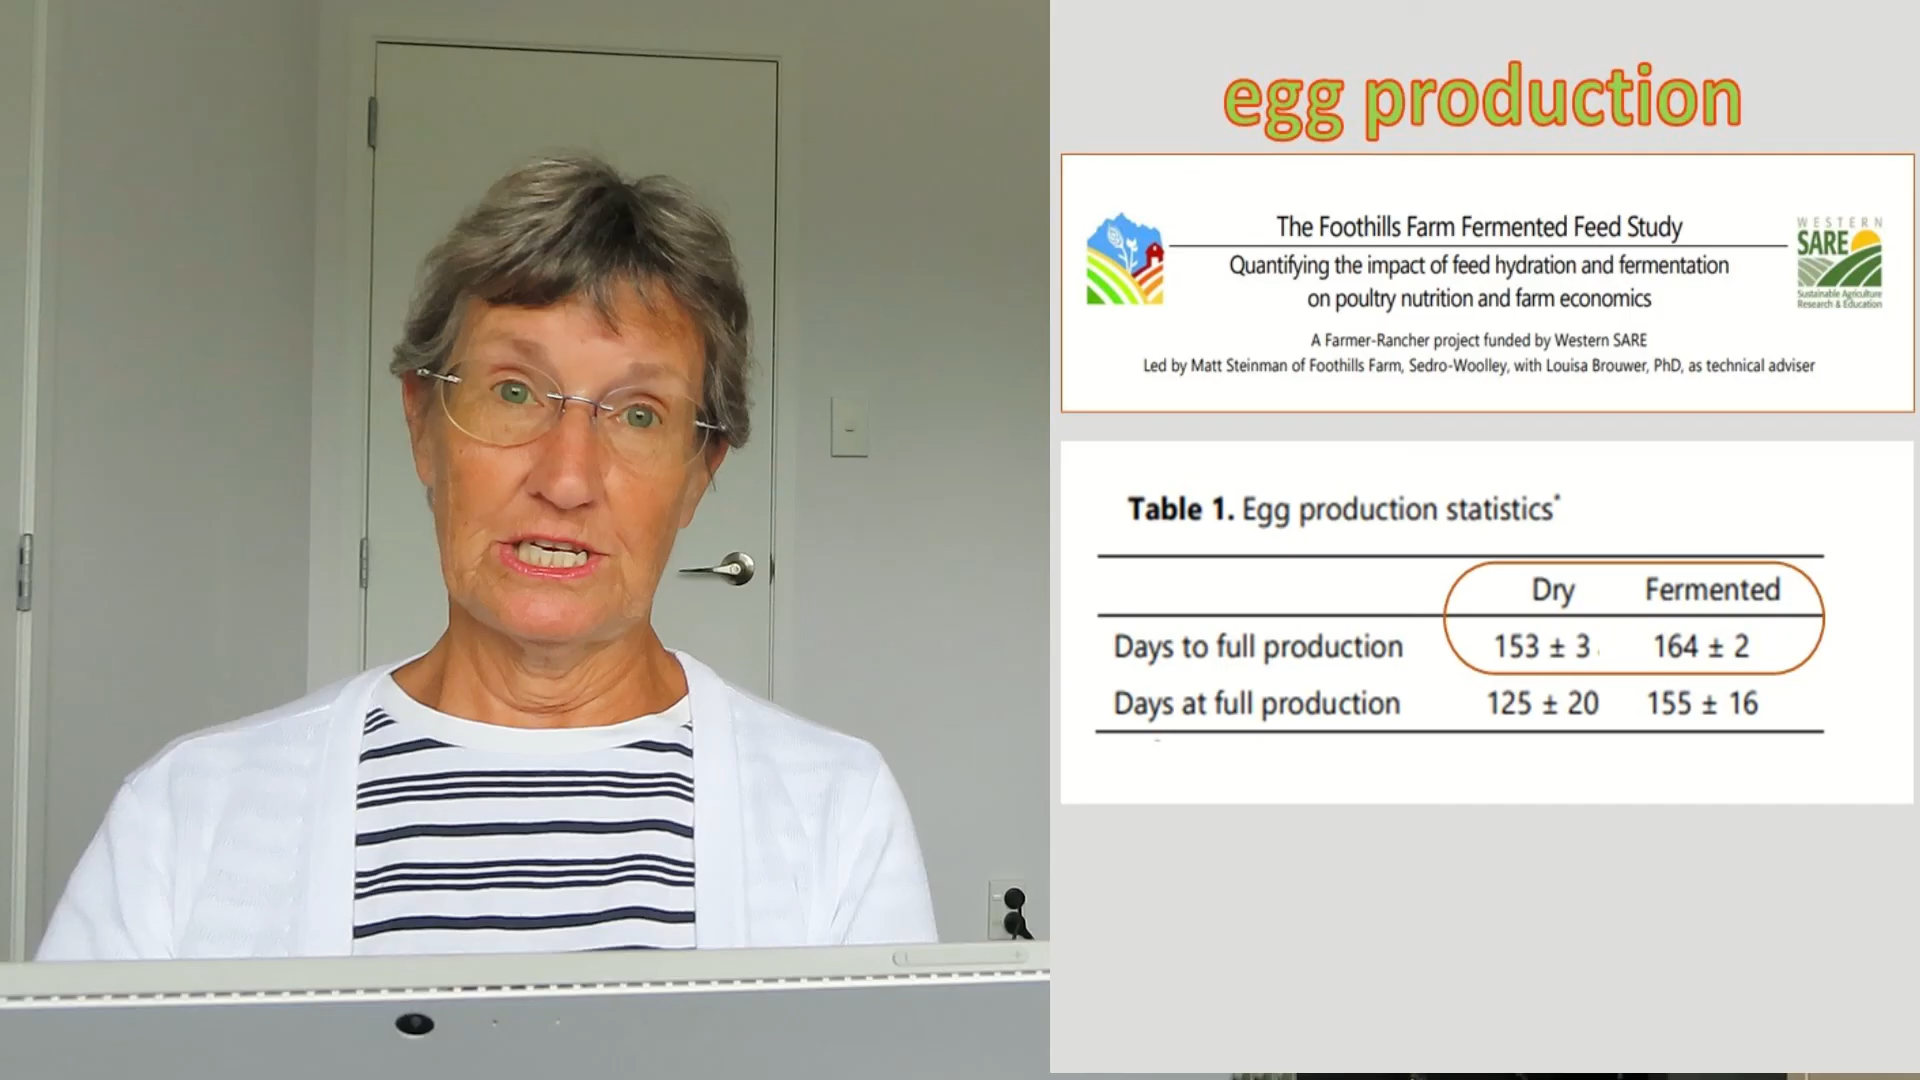 egg production
The Foothills Farm Fermented Feed Study
Quantifying the impact of feed hydration and fermentation
on poultry nutrition and farm economics
A Farmer-Rancher project funded by Western SARE
Led by Matt Steinman of Foothills Farm, Sedro-Woolley, with Louisa Brouwer, PhD, as technical adviser
WESTERN
SARE
Sustainable Agriculture
Research & Education
Table 1. Egg production statistics*
Dry Fermented
Days to full production 153 ± 3 164 ± 2
Days at full production 125 ± 20 155 ± 16